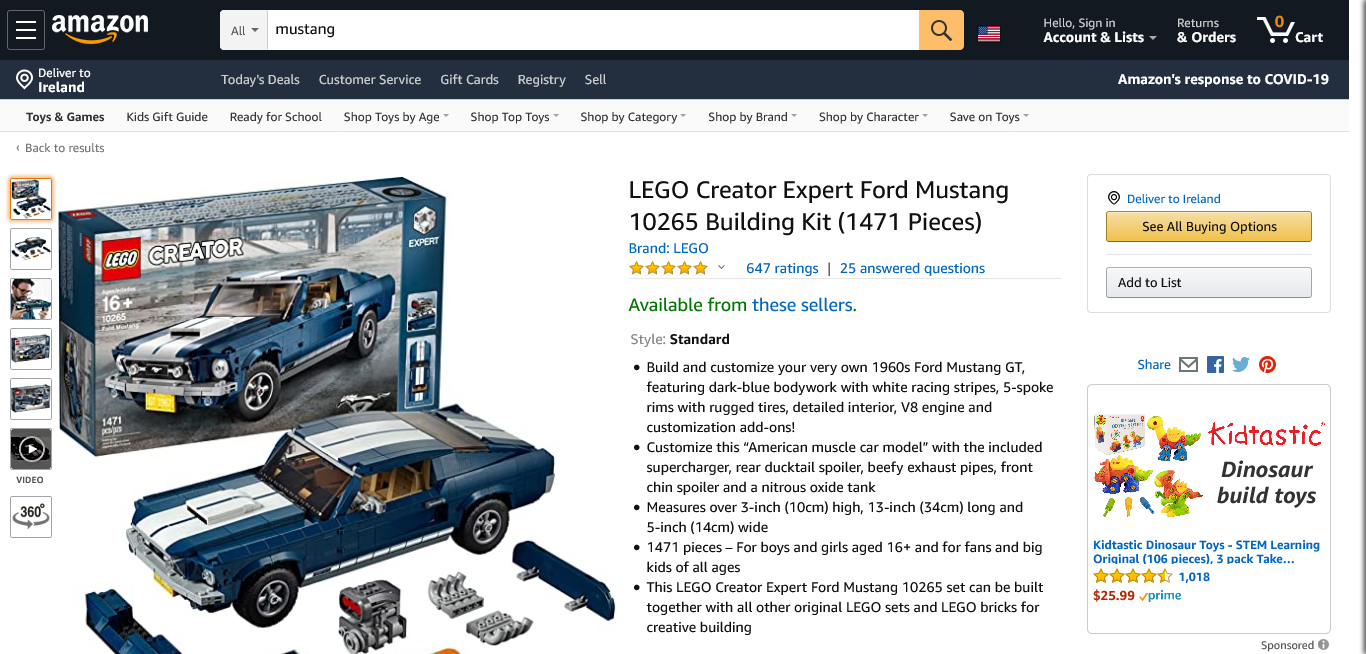 amazon
All
mustang
Hello, Sign in
Account & Lists
Returns
& Orders
0
Cart
Deliver to
Ireland
Today's Deals
Customer Service
Gift Cards
Registry
Sell
Amazon's response to COVID-19
Toys & Games
Kids Gift Guide
Ready for School
Shop Toys by Age
Shop Top Toys
Shop by Category
Shop by Brand
Shop by Character
Save on Toys
‹ Back to results
VIDEO
360°
LEGO
CREATOR
EXPERT
16+
10265
Ford Mustang
1471
LEGO Creator Expert Ford Mustang
10265 Building Kit (1471 Pieces)
Brand: LEGO
647 ratings | 25 answered questions
Available from these sellers.
Style: Standard
• Build and customize your very own 1960s Ford Mustang GT,
featuring dark-blue bodywork with white racing stripes, 5-spoke
rims with rugged tires, detailed interior, V8 engine and
customization add-ons!
• Customize this “American muscle car model” with the included
supercharger, rear ducktail spoiler, beefy exhaust pipes, front
chin spoiler and a nitrous oxide tank
• Measures over 3-inch (10cm) high, 13-inch (34cm) long and
5-inch (14cm) wide
• 1471 pieces – For boys and girls aged 16+ and for fans and big
kids of all ages
• This LEGO Creator Expert Ford Mustang 10265 set can be built
together with all other original LEGO sets and LEGO bricks for
creative building
Deliver to Ireland
See All Buying Options
Add to List
Share
Kidtastic
Dinosaur
build toys
Kidtastic Dinosaur Toys - STEM Learning
Original (106 pieces), 3 pack Take...
1,018
$25.99 prime
Sponsored